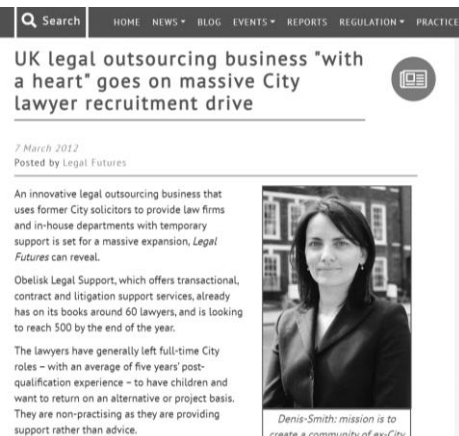 Search
HOME NEWS BLOG EVENTS REPORTS REGULATION PRACTICE
UK legal outsourcing business "with
a heart" goes on massive City
lawyer recruitment drive
7 March 2012
Posted by Legal Futures
An innovative legal outsourcing business that
uses former City solicitors to provide law firms
and in-house departments with temporary
support is set for a massive expansion, Legal
Futures can reveal.
Obelisk Legal Support, which offers transactional,
contract and litigation support services, already
has on its books around 60 lawyers, and is looking
to reach 500 by the end of the year.
The lawyers have generally left full-time City
roles – with an average of five years' post-
qualification experience – to have children and
want to return on an alternative or project basis.
They are non-practising as they are providing
support rather than advice.
Denis-Smith: mission is to
create a community of ex-City